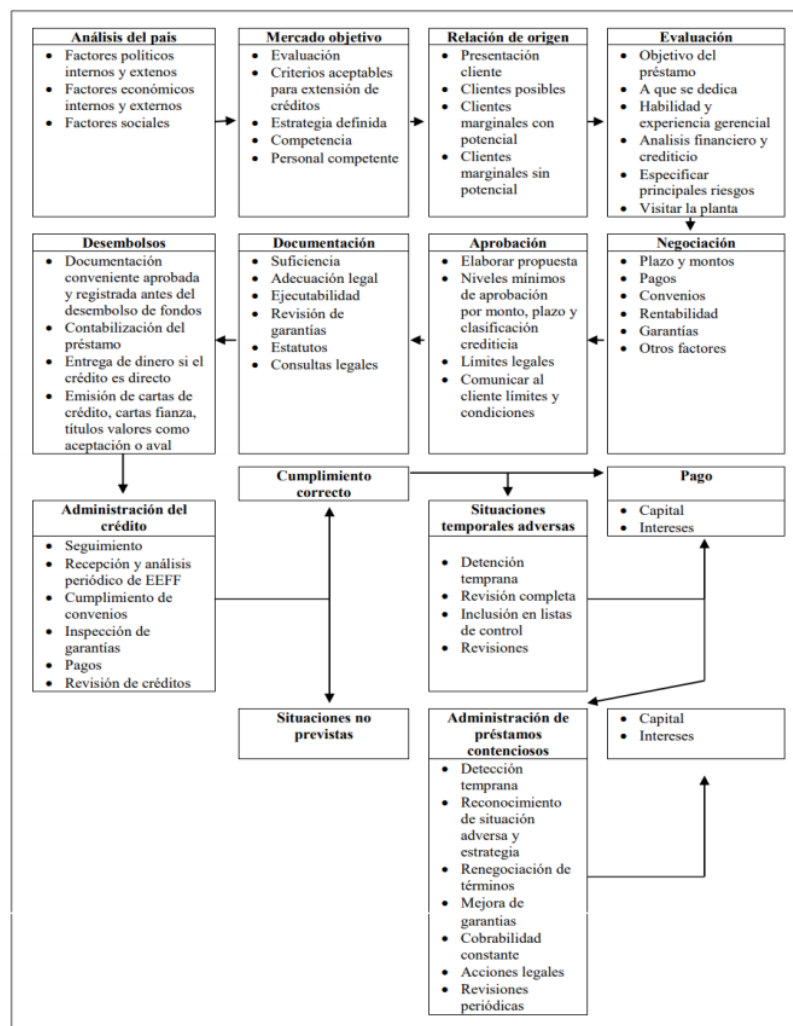 Análisis del pais
• Factores políticos
internos y extenos
• Factores económicos
internos y externos
• Factores sociales
Mercado objetivo
• Evaluación
• Criterios aceptables
para extensión de
créditos
• Estrategia definida
• Competencia
• Personal competente
Relación de origen
• Presentación
cliente
• Clientes posibles
• Clientes
marginales con
potencial
• Clientes
marginales sin
potencial
Evaluación
• Objetivo del
préstamo
• A que se dedica
• Habilidad y
experiencia gerencial
• Analisis financiero y
crediticio
• Especificar
principales riesgos
• Visitar la planta
Desembolsos
• Documentación
conveniente aprobada
y registrada antes del
desembolso de fondos
• Contabilización del
préstamo
• Entrega de dinero si el
crédito es directo
• Emisión de cartas de
crédito, cartas fianza,
títulos valores como
aceptación o aval
Documentación
• Suficiencia
• Adecuación legal
• Ejecutabilidad
• Revisión de
garantías
• Estatutos
• Consultas legales
Aprobación
• Elaborar propuesta
• Niveles mínimos
de aprobación
por monto, plazo y
clasificación
crediticia
• Límites legales
• Comunicar al
cliente límites y
condiciones
Negociación
• Plazo y montos
• Pagos
• Convenios
• Rentabilidad
• Garantías
• Otros factores
Cumplimiento
correcto
Pago
• Capital
• Intereses
Administración del
crédito
• Seguimiento
• Recepción y análisis
periódico de EEFF
• Cumplimiento de
convenios
• Inspección de
garantías
• Pagos
• Revisión de créditos
Situaciones
temporales adversas
• Detención
temprana
• Revisión completa
• Inclusión en listas
de control
• Revisiones
Situaciones no
previstas
Administración de
préstamos
contenciosos
• Detección
temprana
• Reconocimiento
de situación
adversa y
estrategia
• Renegociación de
términos
• Mejora de
garantias
• Cobrabilidad
constante
• Acciones legales
• Revisiones
periódicas
• Capital
• Intereses